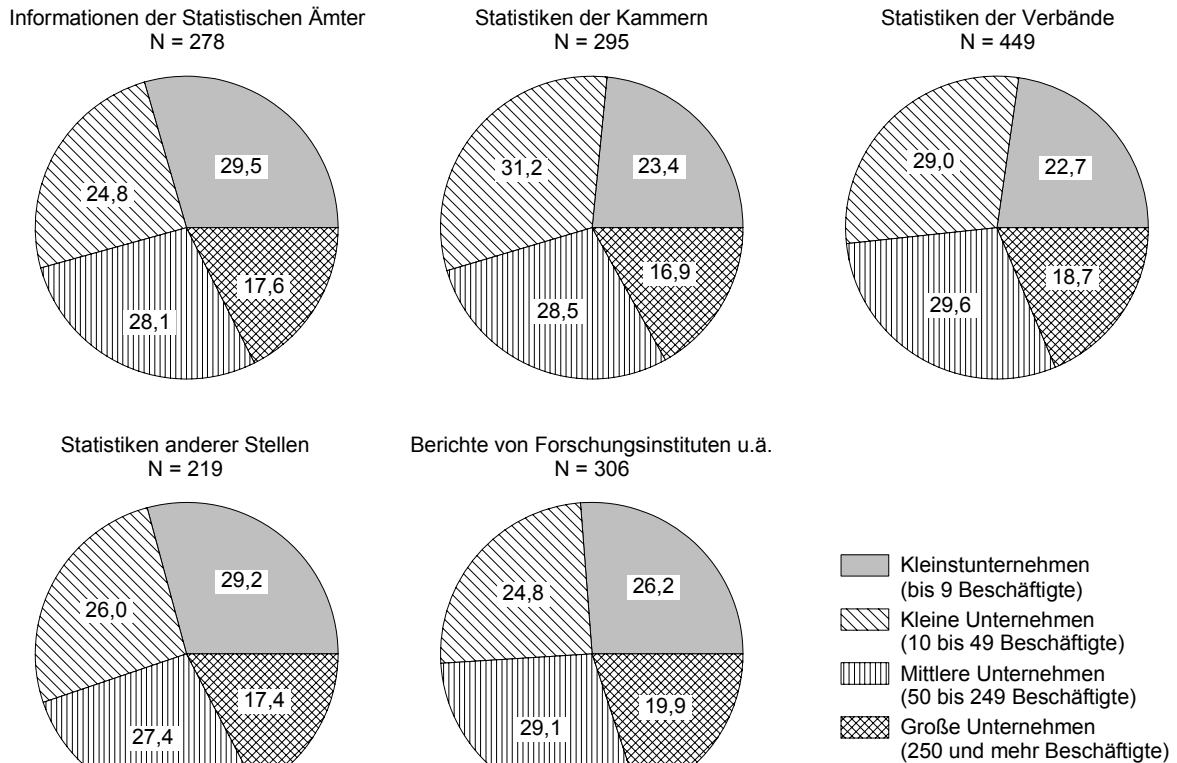 Informationen der Statistischen Ämter
N = 278
29,5
24,8
28,1
17,6
Statistiken der Kammern
N = 295
23,4
31,2
28,5
16,9
Statistiken der Verbände
N = 449
22,7
29,0
29,6
18,7
Statistiken anderer Stellen
N = 219
29,2
26,0
27,4
17,4
Berichte von Forschungsinstituten u.ä.
N = 306
26,2
24,8
29,1
19,9
Kleinstunternehmen
(bis 9 Beschäftigte)
Kleine Unternehmen
(10 bis 49 Beschäftigte)
Mittlere Unternehmen
(50 bis 249 Beschäftigte)
Große Unternehmen
(250 und mehr Beschäftigte)